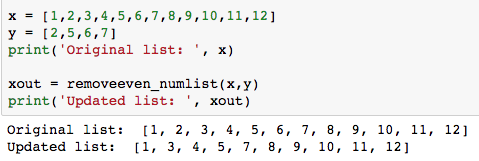 x = [1,2,3,4,5,6,7,8,9,10,11,12]
y = [2,5,6,7]
print('Original list: ', x)
xout = removeeven_numlist(x,y)
print('Updated list: ', xout)
Original list:  [1, 2, 3, 4, 5, 6, 7, 8, 9, 10, 11, 12]
Updated list:  [1, 3, 4, 5, 7, 8, 9, 10, 11, 12]